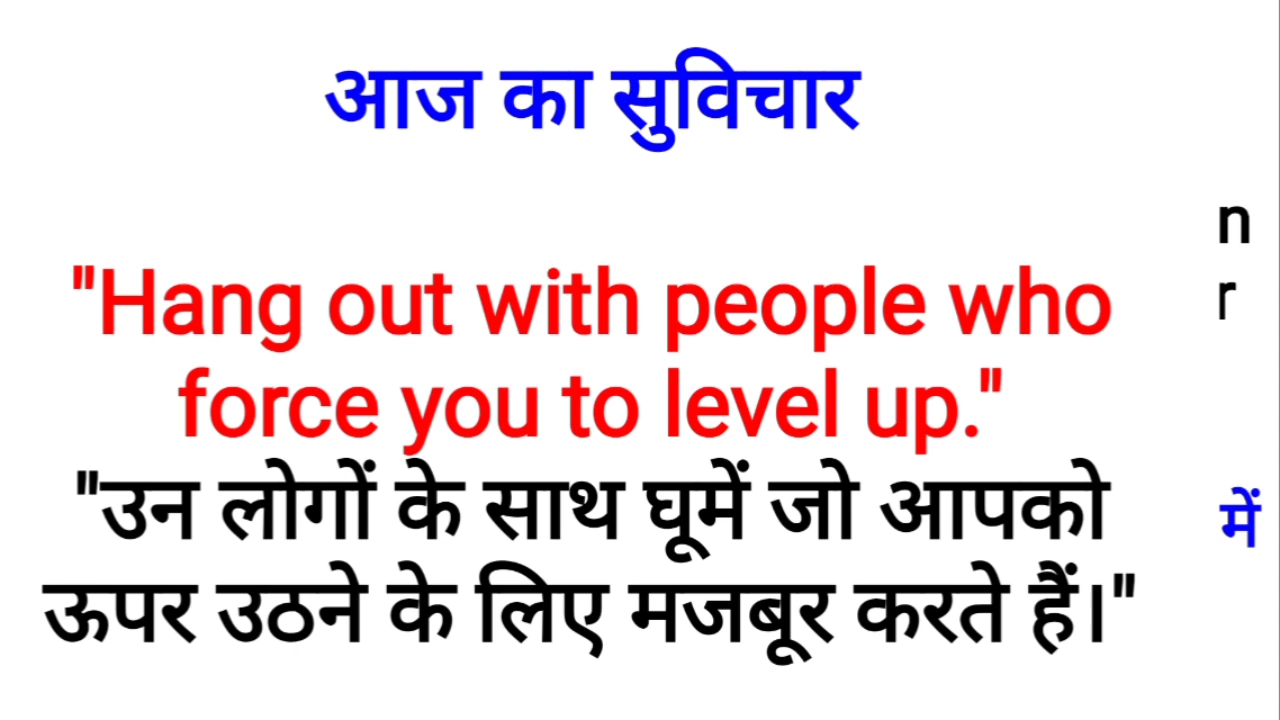 आज का सुविचार
"Hang out with people who
force you to level up."
"उन लोगों के साथ घूमें जो आपको
ऊपर उठने के लिए मजबूर करते हैं।"
n
r
में